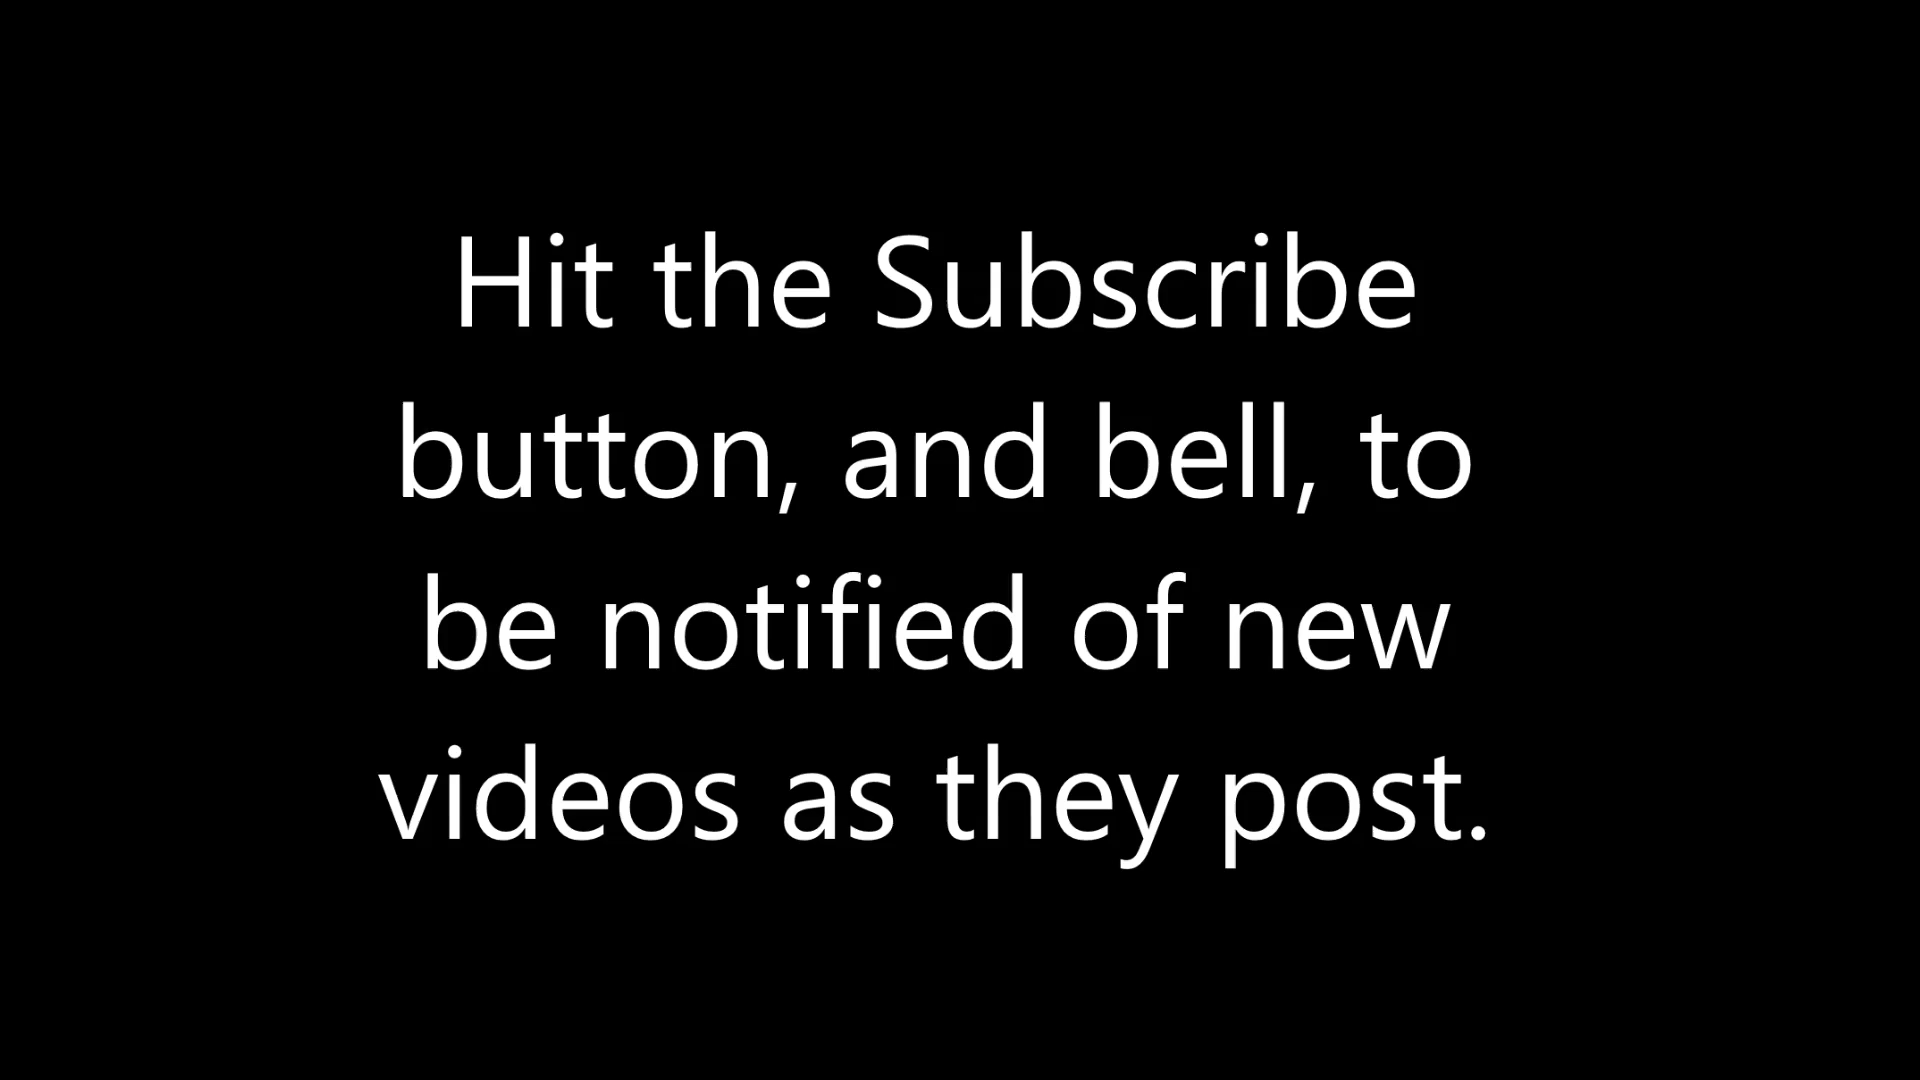 Hit the Subscribe
button, and bell, to
be notified of new
videos as they post.